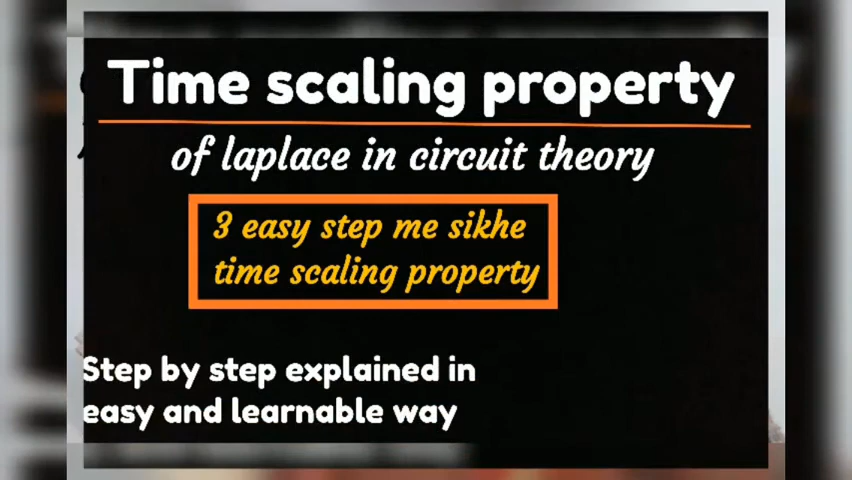 Time scaling property
of laplace in circuit theory
3 easy step me sikhe
time scaling property
Step by step explained in
easy and learnable way